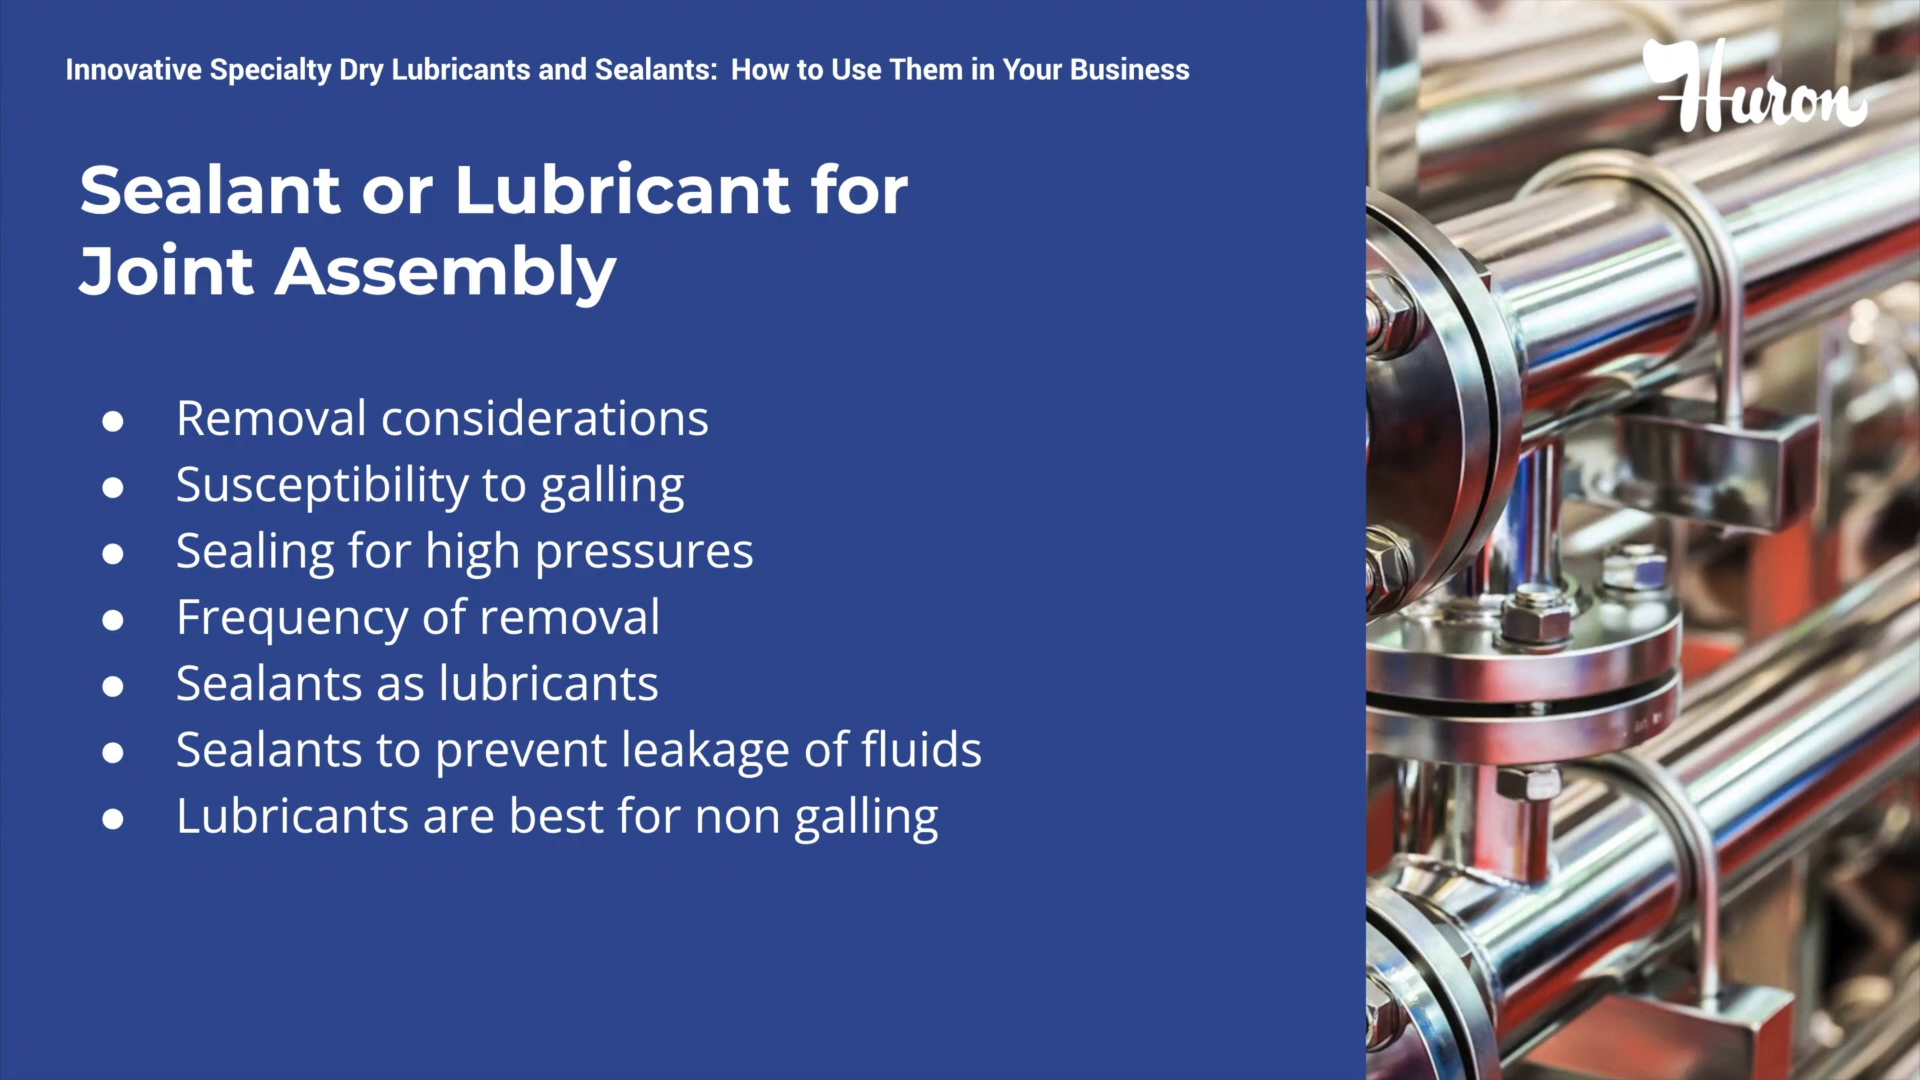 Innovative Specialty Dry Lubricants and Sealants: How to Use Them in Your Business
Huron
Sealant or Lubricant for
Joint Assembly
● Removal considerations
● Susceptibility to galling
● Sealing for high pressures
● Frequency of removal
● Sealants as lubricants
● Sealants to prevent leakage of fluids
● Lubricants are best for non galling